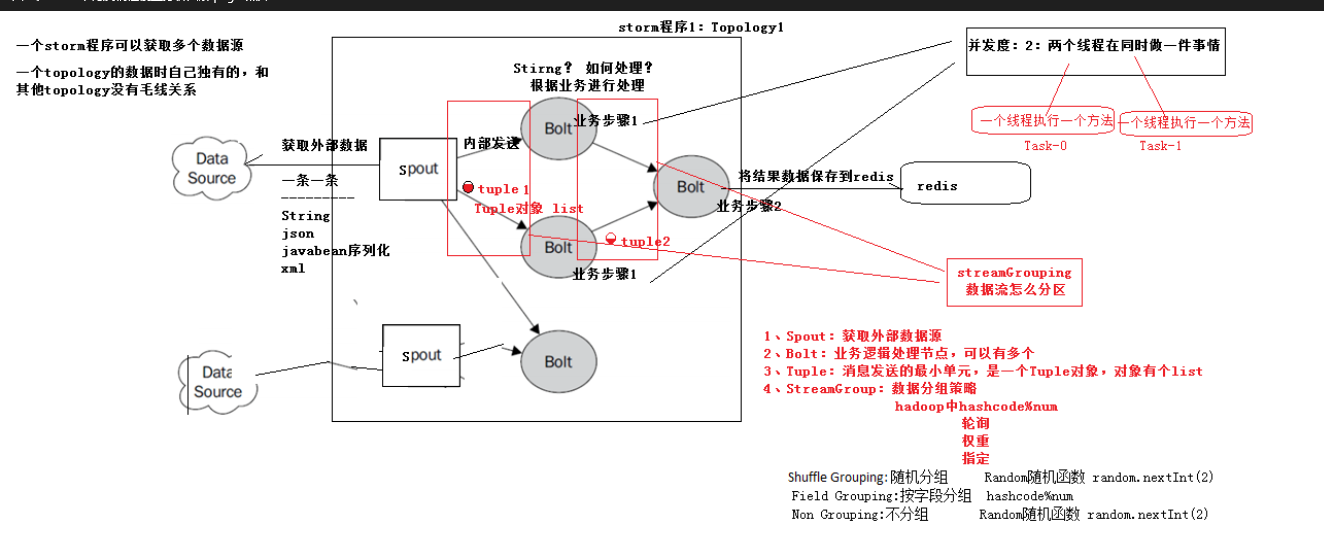 storm程序1: Topology1
一个storm程序可以获取多个数据源
一个topology的数据时自己独有的，和
其他topology没有毛线关系
并发度: 2: 两个线程在同时做一件事情
Stirng? 如何处理?
根据业务进行处理
一个线程执行一个方法
一个线程执行一个方法
Task-0
Task-1
Bolt
业务步骤1
获取外部数据
内部发送
Data
Source
spout
一条一条
-----------
String
json
javabean序列化
xml
tuple 1
Tuple对象 list
Bolt
业务步骤2
将结果数据保存到redis
redis
Bolt
tuple2
业务步骤1
streamGrouping
数据流怎么分区
spout
Bolt
Data
Source
1、Spout: 获取外部数据源
2、Bolt: 业务逻辑处理节点，可以有多个
3、Tuple: 消息发送的最小单元，是一个Tuple对象，对象有个list
4、StreamGroup: 数据分组策略
hadoop中hashcode%num
轮询
权重
指定
Shuffle Grouping:随机分组 Random随机函数 random.nextInt(2)
Field Grouping:按字段分组 hashcode%num
Non Grouping:不分组 Random随机函数 random.nextInt(2)